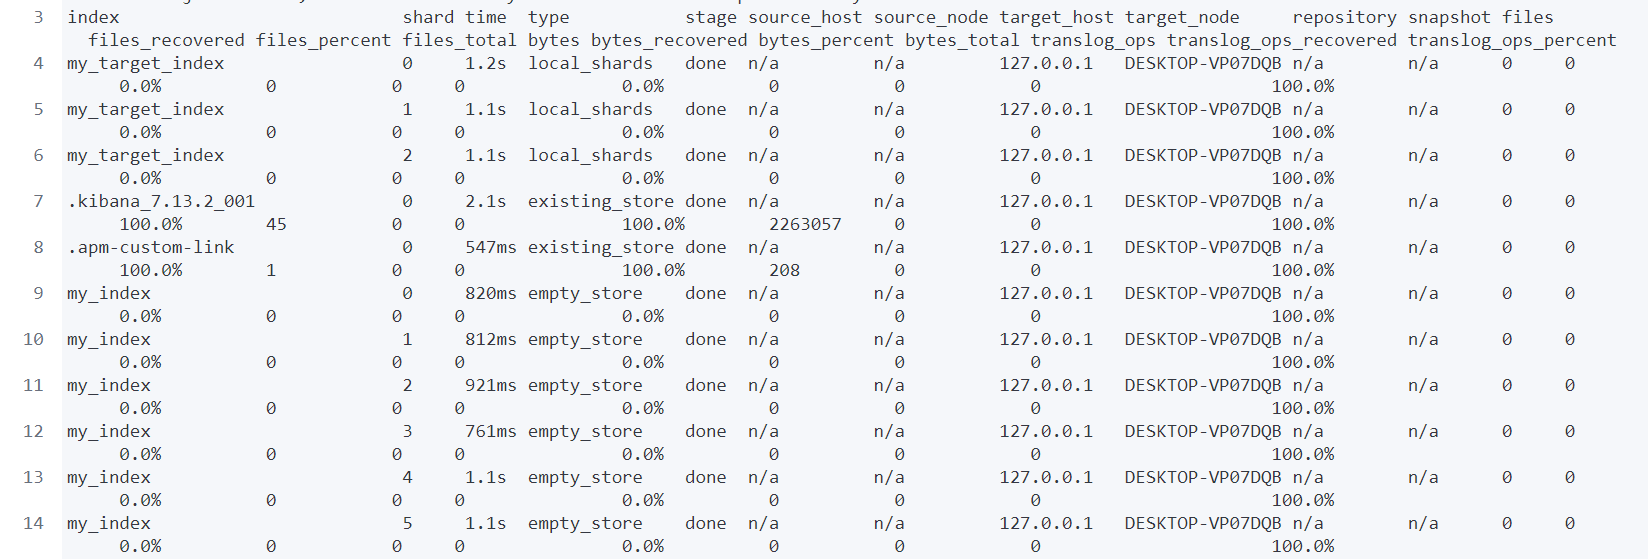 3 index shard time type stage source_host source_node target_host target_node repository snapshot files
files_recovered files_percent files_total bytes bytes_recovered bytes_percent bytes_total translog_ops translog_ops_recovered translog_ops_percent
4 my_target_index 0 1.2s local_shards done n/a n/a 127.0.0.1 DESKTOP-VP07DQB n/a n/a 0 0
0.0% 0 0 0 0.0% 0 0 0 100.0%
5 my_target_index 1 1.1s local_shards done n/a n/a 127.0.0.1 DESKTOP-VP07DQB n/a n/a 0 0
0.0% 0 0 0 0.0% 0 0 0 100.0%
6 my_target_index 2 1.1s local_shards done n/a n/a 127.0.0.1 DESKTOP-VP07DQB n/a n/a 0 0
0.0% 0 0 0 0.0% 0 0 0 100.0%
7 .kibana_7.13.2_001 0 2.1s existing_store done n/a n/a 127.0.0.1 DESKTOP-VP07DQB n/a n/a 0 0
100.0% 45 0 0 100.0% 2263057 0 0 100.0%
8 .apm-custom-link 0 547ms existing_store done n/a n/a 127.0.0.1 DESKTOP-VP07DQB n/a n/a 0 0
100.0% 1 0 0 100.0% 208 0 0 100.0%
9 my_index 0 820ms empty_store done n/a n/a 127.0.0.1 DESKTOP-VP07DQB n/a n/a 0 0
0.0% 0 0 0 0.0% 0 0 0 100.0%
10 my_index 1 812ms empty_store done n/a n/a 127.0.0.1 DESKTOP-VP07DQB n/a n/a 0 0
0.0% 0 0 0 0.0% 0 0 0 100.0%
11 my_index 2 921ms empty_store done n/a n/a 127.0.0.1 DESKTOP-VP07DQB n/a n/a 0 0
0.0% 0 0 0 0.0% 0 0 0 100.0%
12 my_index 3 761ms empty_store done n/a n/a 127.0.0.1 DESKTOP-VP07DQB n/a n/a 0 0
0.0% 0 0 0 0.0% 0 0 0 100.0%
13 my_index 4 1.1s empty_store done n/a n/a 127.0.0.1 DESKTOP-VP07DQB n/a n/a 0 0
0.0% 0 0 0 0.0% 0 0 0 100.0%
14 my_index 5 1.1s empty_store done n/a n/a 127.0.0.1 DESKTOP-VP07DQB n/a n/a 0 0
0.0% 0 0 0 0.0% 0 0 0 100.0%